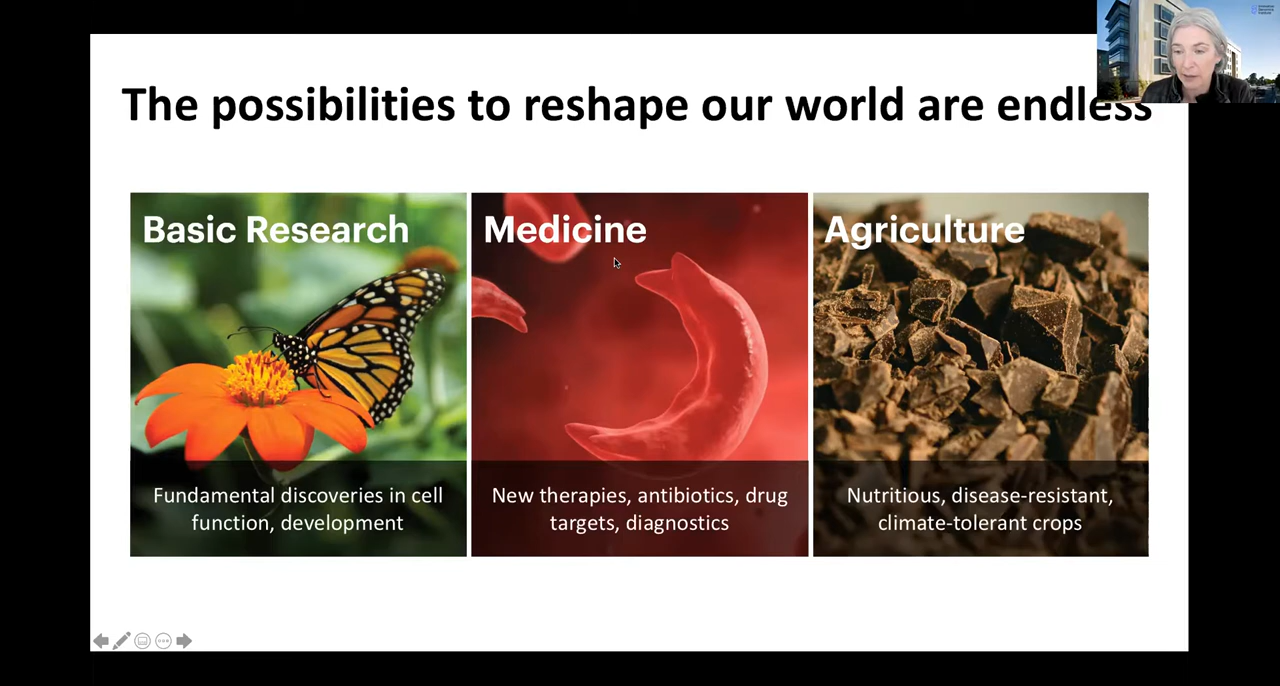 The possibilities to reshape our world are endless
Basic Research
Medicine
Agriculture
Fundamental discoveries in cell
function, development
New therapies, antibiotics, drug
targets, diagnostics
Nutritious, disease-resistant,
climate-tolerant crops